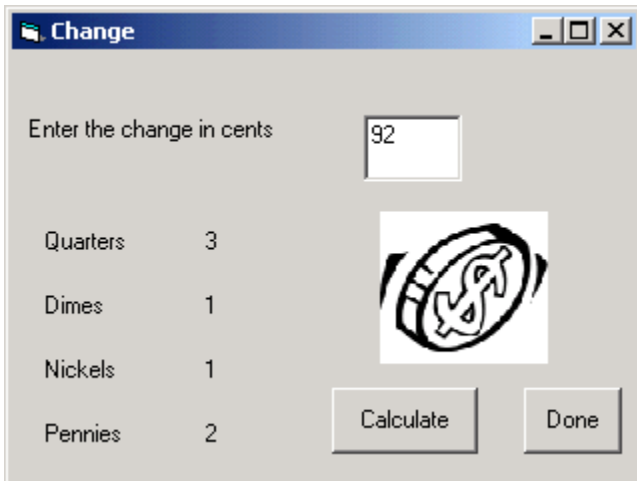 Change
Enter the change in cents 92
Quarters 3
Dimes 1
Nickels 1
Pennies 2
Calculate Done